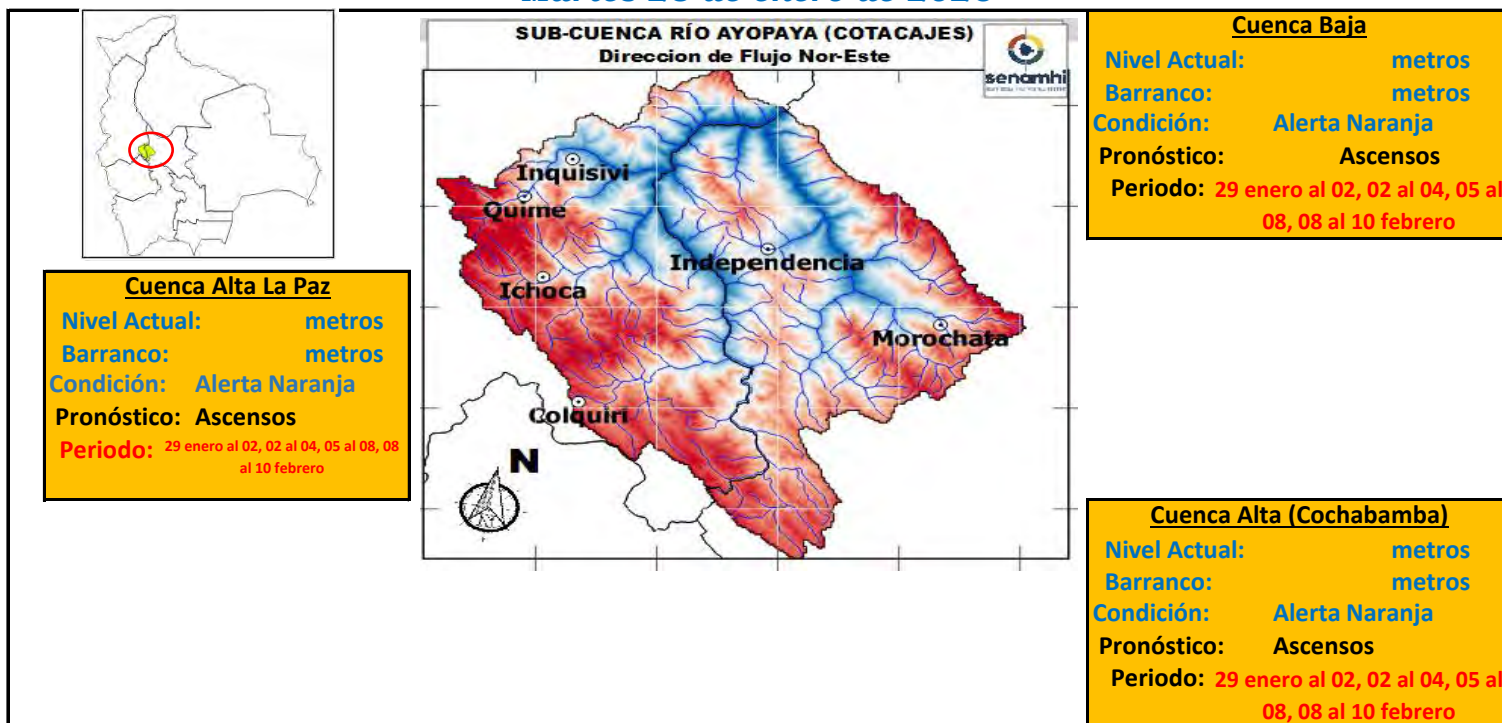 SUB-CUENCA RÍO AYOPAYA (COTACAJES)
Direccion de Flujo Nor-Este
senamhi
Inquisivi
Quime
Independencia
Ichoca
Morochata
Colquiri
N
Cuenca Alta La Paz
Nivel Actual: metros
Barranco: metros
Condición: Alerta Naranja
Pronóstico: Ascensos
Periodo: 29 enero al 02, 02 al 04, 05 al 08, 08
al 10 febrero
Cuenca Baja
Nivel Actual: metros
Barranco: metros
Condición: Alerta Naranja
Pronóstico: Ascensos
Periodo: 29 enero al 02, 02 al 04, 05 al
08, 08 al 10 febrero
Cuenca Alta (Cochabamba)
Nivel Actual: metros
Barranco: metros
Condición: Alerta Naranja
Pronóstico: Ascensos
Periodo: 29 enero al 02, 02 al 04, 05 al
08, 08 al 10 febrero